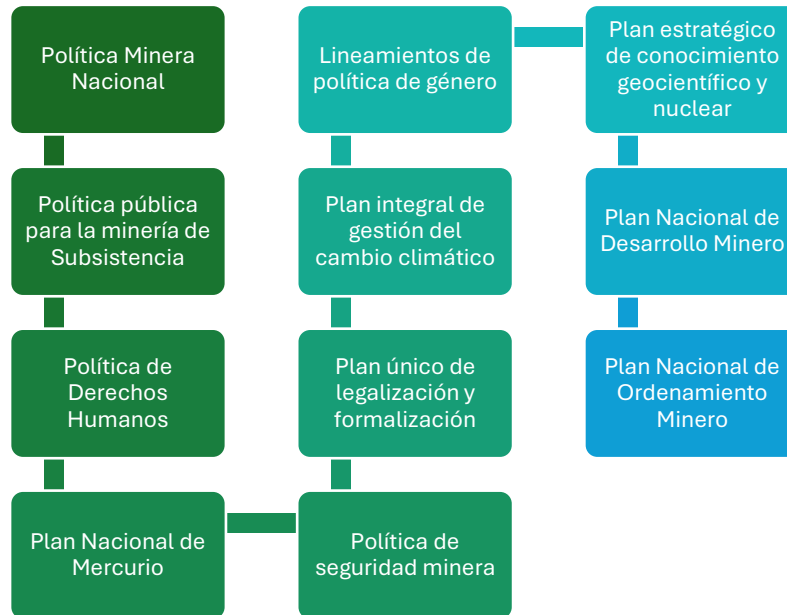 Política Minera
Nacional
Política pública
para la minería de
Subsistencia
Política de
Derechos
Humanos
Plan Nacional de
Mercurio
Política de
seguridad minera
Plan único de
legalización y
formalización
Plan integral de
gestión del
cambio climático
Lineamientos de
política de género
Plan estratégico
de conocimiento
geocientífico y
nuclear
Plan Nacional de
Desarrollo Minero
Plan Nacional de
Ordenamiento
Minero